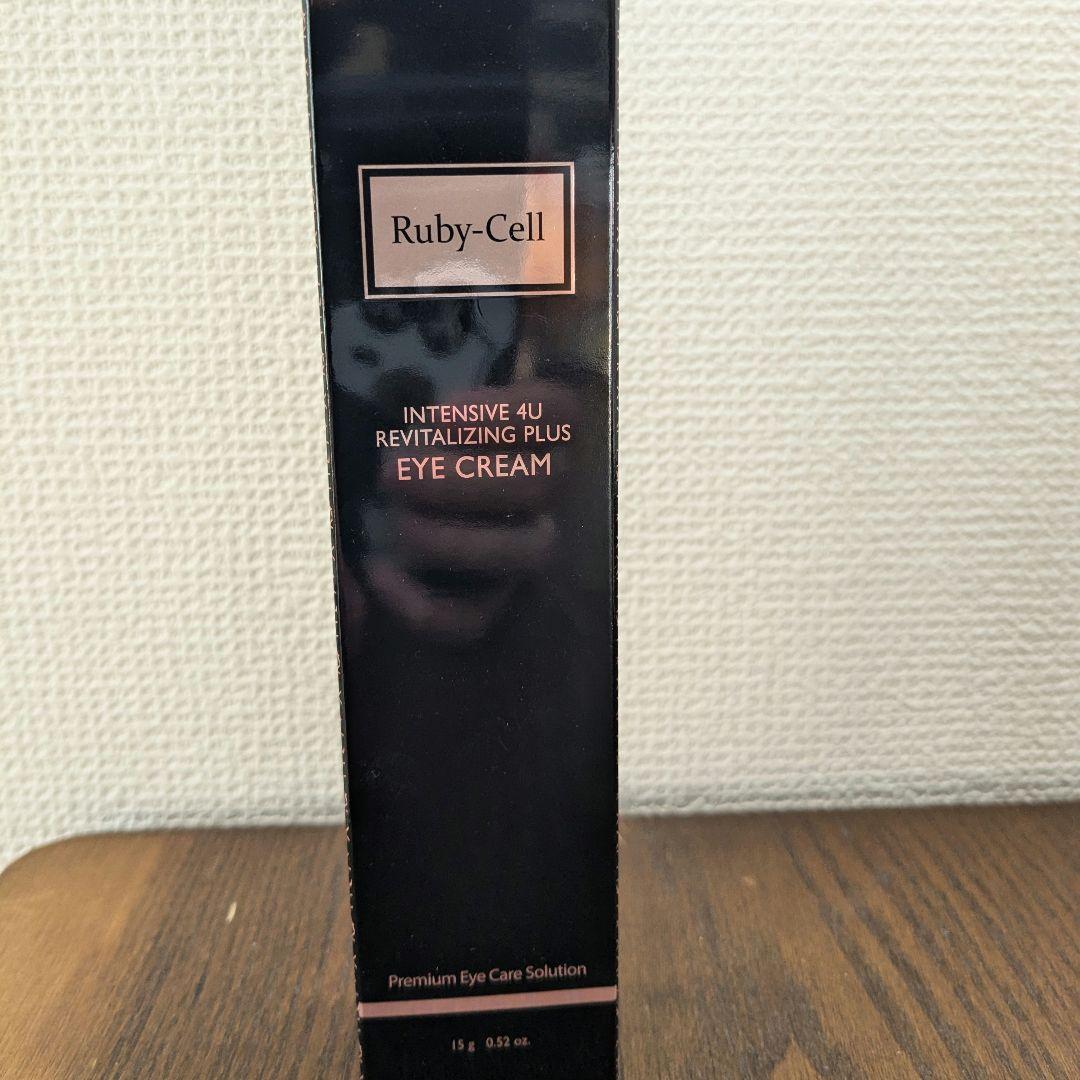 Ruby-Cell
INTENSIVE 4U
REVITALIZING PLUS
EYE CREAM
Premium Eye Care Solution
15 g 0.52 oz.